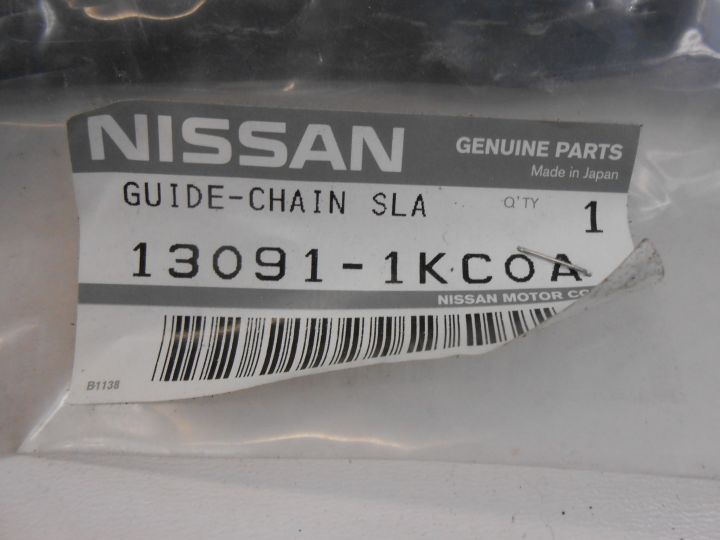 NISSAN
GENUINE PARTS
Made in Japan
GUIDE-CHAIN SLA
Q'TY 1
13091-1KC0A
NISSAN MOTOR CO
B1138